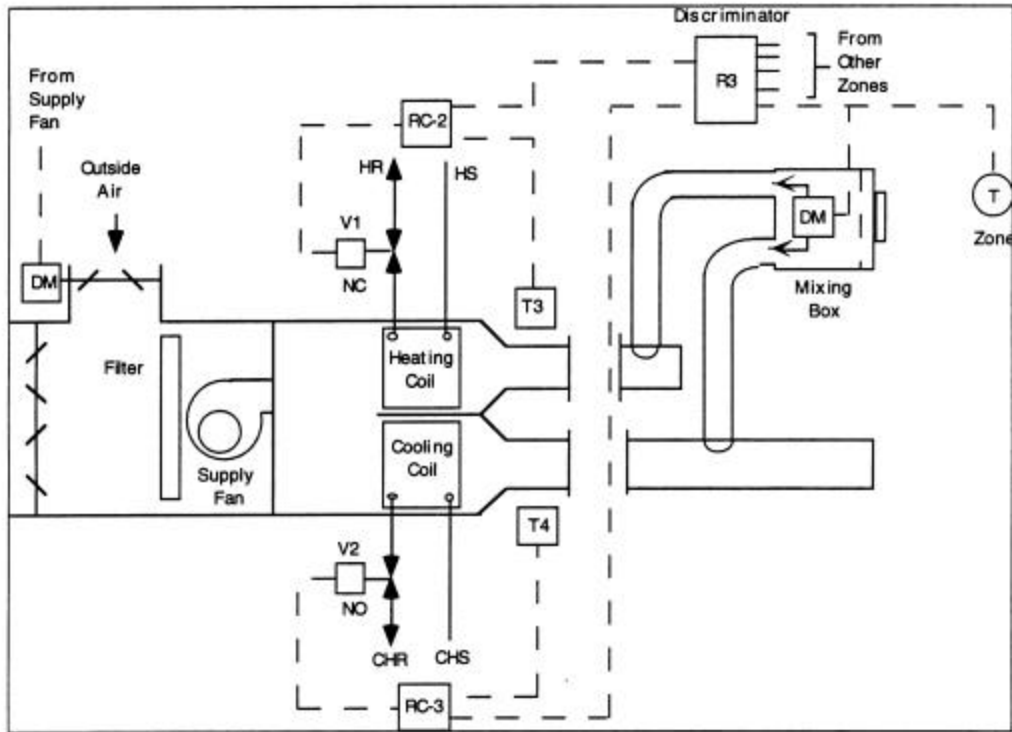 Discriminator
From
Supply
Fan
R3
From
Other
Zones
RC-2
Outside
Air
HR
HS
V1
DM
T
DM
Zone
NC
T3
Mixing
Box
Filter
Heating
Coil
Cooling
Coil
Supply
Fan
T4
V2
NO
CHR
CHS
RC-3